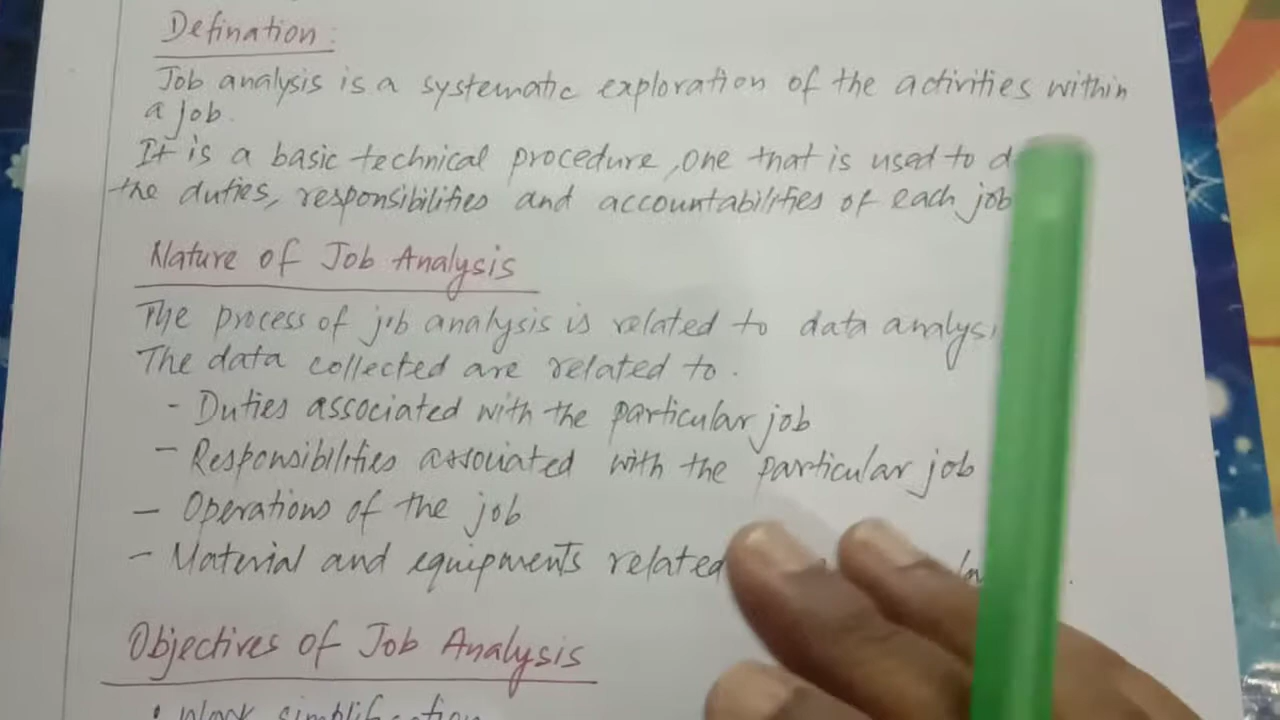 Defination :
Job analysis is a systematic exploration of the activities within
a job.
It is a basic technical procedure, one that is used to
the duties, responsibilities and accountabilities of each job
Nature of Job Analysis
The process of job analysis is related to data
The data collected are related to.
- Duties associated with the particular job
- Responsibilities associated with the particular job
- Operations of the job
- Material and equipments related
Objectives of Job Analysis
• Work simplification